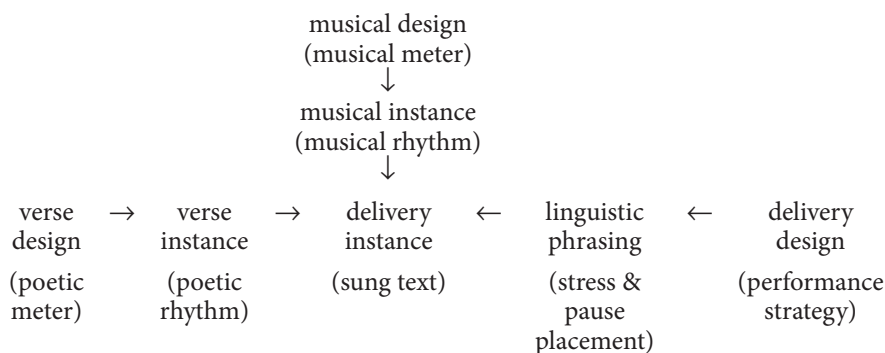 musical design
(musical meter)
↓
musical instance
(musical rhythm)
↓
verse → verse → delivery ← linguistic ← delivery
design instance instance phrasing design
(poetic (poetic (sung text) (stress & (performance
meter) rhythm) pause strategy)
placement)